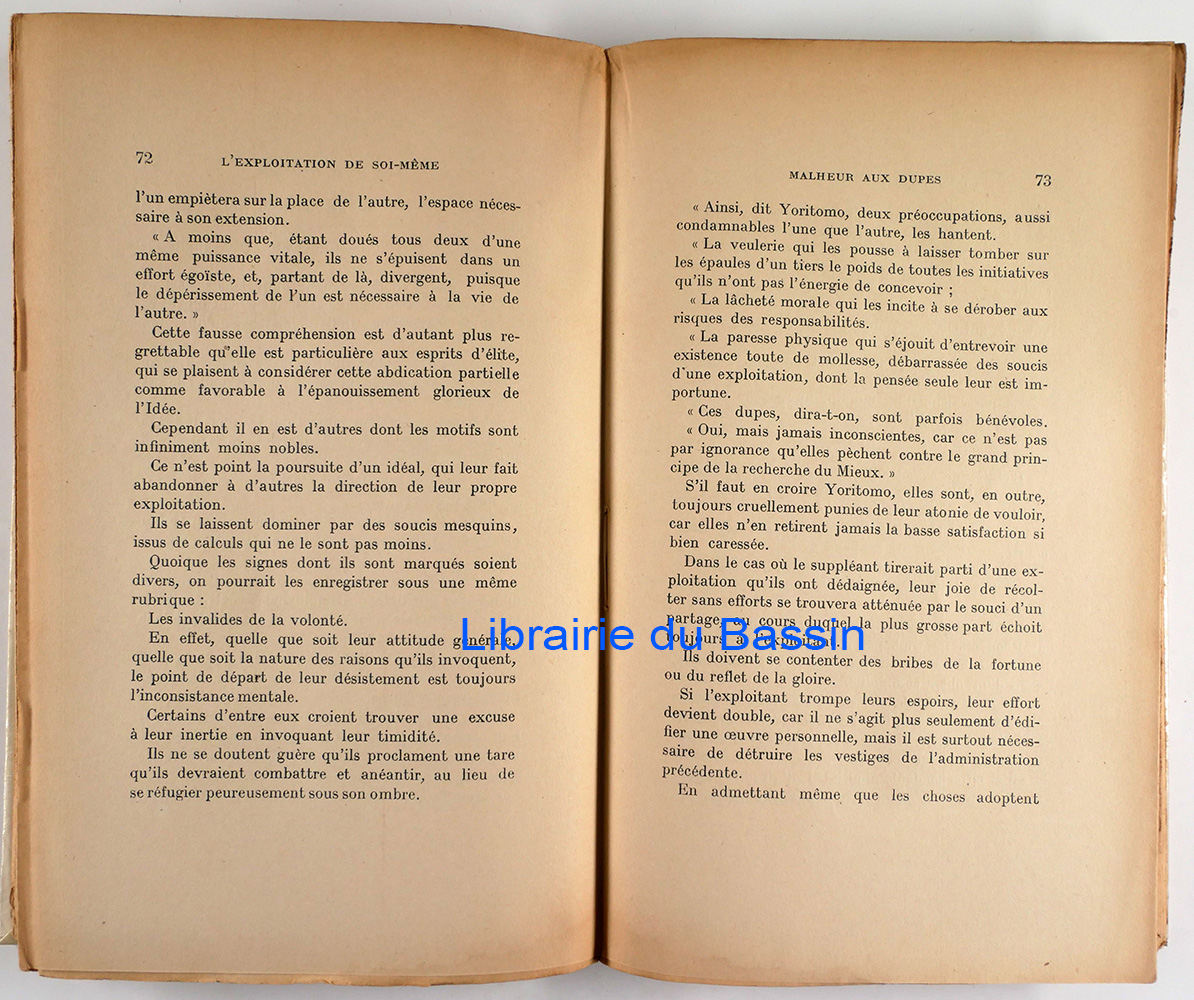 72
L'EXPLOITATION DE SOI-MÊME
l'un empiètera sur la place de l'autre, l'espace néces-
saire à son extension.
« A moins que, étant doués tous deux d'une
même puissance vitale, ils ne s'épuisent dans un
effort égoïste, et, partant de là, divergent, puisque
le dépérissement de l'un est nécessaire à la vie de
l'autre. »
Cette fausse compréhension est d'autant plus re-
grettable qu'elle est particulière aux esprits d'élite,
qui se plaisent à considérer cette abdication partielle
comme favorable à l'épanouissement glorieux de
l'Idée.
Cependant il en est d'autres dont les motifs sont
infiniment moins nobles.
Ce n'est point la poursuite d'un idéal, qui leur fait
abandonner à d'autres la direction de leur propre
exploitation.
Ils se laissent dominer par des soucis mesquins,
issus de calculs qui ne le sont pas moins.
Quoique les signes dont ils sont marqués soient
divers, on pourrait les enregistrer sous une même
rubrique :
Les invalides de la volonté.
En effet, quelle que soit leur attitude générale,
quelle que soit la nature des raisons qu'ils invoquent,
le point de départ de leur désistement est toujours
l'inconsistance mentale.
Certains d'entre eux croient trouver une excuse
à leur inertie en invoquant leur timidité.
Ils ne se doutent guère qu'ils proclament une tare
qu'ils devraient combattre et anéantir, au lieu de
se réfugier peureusement sous son ombre.
MALHEUR AUX DUPES
73
« Ainsi, dit Yoritomo, deux préoccupations, aussi
condamnables l'une que l'autre, les hantent.
« La veulerie qui les pousse à laisser tomber sur
les épaules d'un tiers le poids de toutes les initiatives
qu'ils n'ont pas l'énergie de concevoir ;
« La lâcheté morale qui les incite à se dérober aux
risques des responsabilités.
« La paresse physique qui s'éjouit d'entrevoir une
existence toute de mollesse, débarrassée des soucis
d'une exploitation, dont la pensée seule leur est im-
portune.
« Ces dupes, dira-t-on, sont parfois bénévoles.
« Oui, mais jamais inconscientes, car ce n'est pas
par ignorance qu'elles pèchent contre le grand prin-
cipe de la recherche du Mieux. »
S'il faut en croire Yoritomo, elles sont, en outre,
toujours cruellement punies de leur atonie de vouloir,
car elles n'en retirent jamais la basse satisfaction si
bien caressée.
Dans le cas où le suppléant tirerait parti d'une ex-
ploitation qu'ils ont dédaignée, leur joie de récol-
ter sans efforts se trouvera atténuée par le souci d'un
partage, au cours duquel la plus grosse part échoit
toujours à l'exploitant.
Ils doivent se contenter des bribes de la fortune
ou du reflet de la gloire.
Si l'exploitant trompe leurs espoirs, leur effort
devient double, car il ne s'agit plus seulement d'édi-
fier une œuvre personnelle, mais il est surtout néces-
saire de détruire les vestiges de l'administration
précédente.
En admettant même que les choses adoptent
Librairie du Bassin